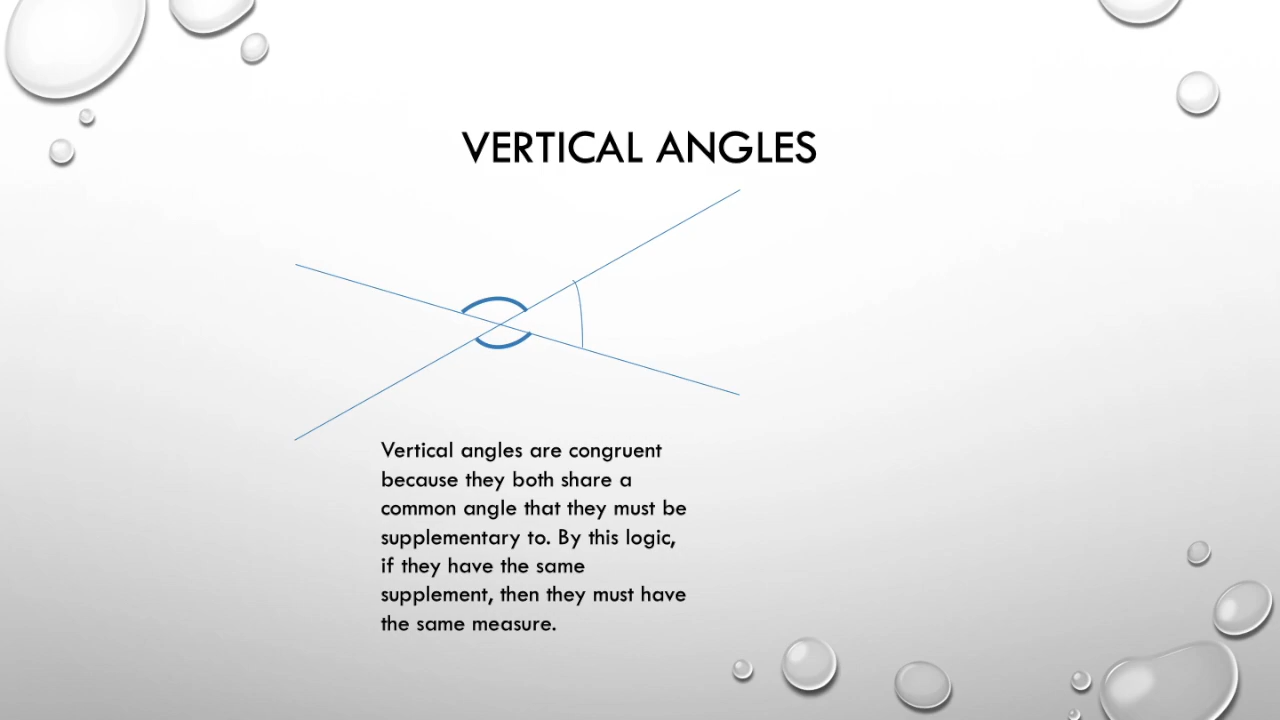 VERTICAL ANGLES
Vertical angles are congruent
because they both share a
common angle that they must be
supplementary to. By this logic,
if they have the same
supplement, then they must have
the same measure.